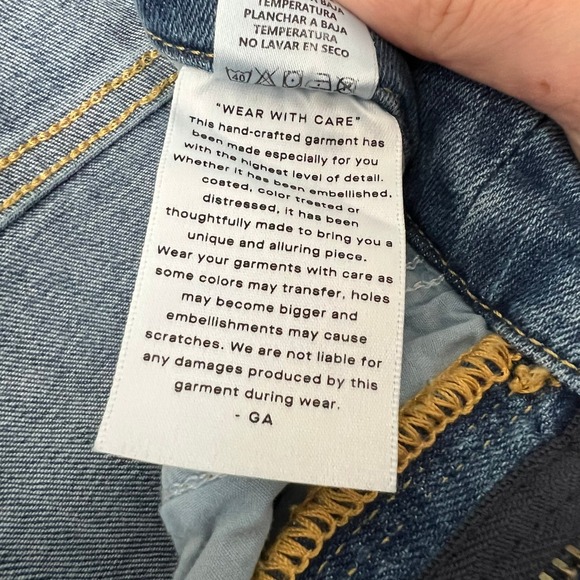 TEMPERATURA
PLANCHAR A BAJA
TEMPERATURA
NO LAVAR EN SECO
40
"WEAR WITH CARE"
This hand-crafted garment has
been made especially for you
with the highest level of detail.
Whether it has been embellished,
coated, color treated or
distressed, it has been
thoughtfully made to bring you a
unique and alluring piece.
Wear your garments with care as
some colors may transfer, holes
may become bigger and
embellishments may cause
scratches. We are not liable for
any damages produced by this
garment during wear.
- GA